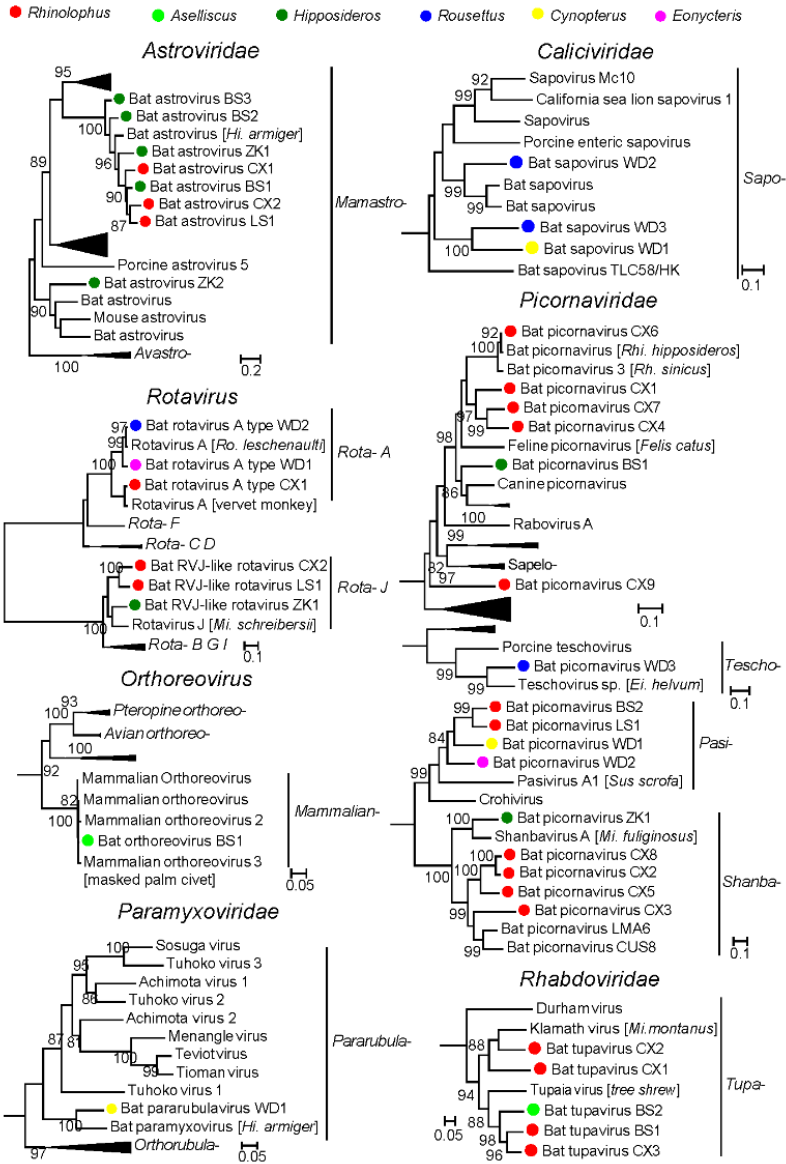 Rhinolophus Aselliscus Hipposideros Rousettus Cynopterus Eonycteris
Astroviridae
95
Bat astrovirus BS3
Bat astrovirus BS2
100
Bat astrovirus [Hi. armiger]
Bat astrovirus ZK1
96
89
Bat astrovirus CX1
Bat astrovirus BS1
90
Bat astrovirus CX2
87
Bat astrovirus LS1
Mamastro-
Porcine astrovirus 5
Bat astrovirus ZK2
90
Bat astrovirus
Mouse astrovirus
Bat astrovirus
Avastro-
100
0.2
Rotavirus
97
Bat rotavirus A type WD2
99
Rotavirus A [Ro. leschenaulti]
Rota- A
100
Bat rotavirus A type WD1
Bat rotavirus A type CX1
Rotavirus A [vervet monkey]
Rota- F
Rota- C D
100
Bat RVJ-like rotavirus CX2
Bat RVJ-like rotavirus LS1
Rota- J
Bat RVJ-like rotavirus ZK1
100
Rotavirus J [Mi. schreibersii]
Rota- B G I
0.1
Orthoreovirus
93
100
Pteropine orthoreo-
Avian orthoreo-
100
92
Mammalian Orthoreovirus
82
Mammalian orthoreovirus
100
Mammalian orthoreovirus 2
Mammalian-
Bat orthoreovirus BS1
Mammalian orthoreovirus 3
[masked palm civet]
0.05
Paramyxoviridae
100
Sosuga virus
95
Tuhoko virus 3
Achimota virus 1
86
Tuhoko virus 2
Achimota virus 2
87
81
Menangle virus
Pararubula-
100
Teviot virus
99
Tioman virus
Tuhoko virus 1
Bat pararubulavirus WD1
100
Bat paramyxovirus [Hi. armiger]
97
Orthorubula-
0.05
Caliciviridae
92
Sapovirus Mc10
99
California sea lion sapovirus 1
Sapovirus
Porcine enteric sapovirus
Bat sapovirus WD2
Sapo-
99
Bat sapovirus
99
Bat sapovirus
Bat sapovirus WD3
100
Bat sapovirus WD1
Bat sapovirus TLC58/HK
0.1
Picornaviridae
92
Bat picornavirus CX6
100
Bat picornavirus [Rhi. hipposideros]
Bat picornavirus 3 [Rh. sinicus]
Bat picornavirus CX1
97
Bat picornavirus CX7
99
Bat picornavirus CX4
98
Feline picornavirus [Felis catus]
Bat picornavirus BS1
86
Canine picornavirus
100
Rabovirus A
99
82
Sapelo-
97
Bat picornavirus CX9
0.1
Porcine teschovirus
99
Bat picornavirus WD3
Tescho-
99
Teschovirus sp. [Ei. helvum]
0.1
99
Bat picornavirus BS2
Bat picornavirus LS1
84
Bat picornavirus WD1
Pasi-
Bat picornavirus WD2
99
Pasivirus A1 [Sus scrofa]
Crohivirus
100
Bat picornavirus ZK1
Shanbavirus A [Mi. fuliginosus]
100
Bat picornavirus CX8
100
100
Bat picornavirus CX2
Shanba-
Bat picornavirus CX5
99
Bat picornavirus CX3
Bat picornavirus LMA6
99
Bat picornavirus CUS8
0.1
Rhabdoviridae
Durham virus
88
Klamath virus [Mi.montanus]
Bat tupavirus CX2
Bat tupavirus CX1
94
Tupaia virus [tree shrew]
Tupa-
88
Bat tupavirus BS2
98
Bat tupavirus BS1
96
Bat tupavirus CX3
0.05